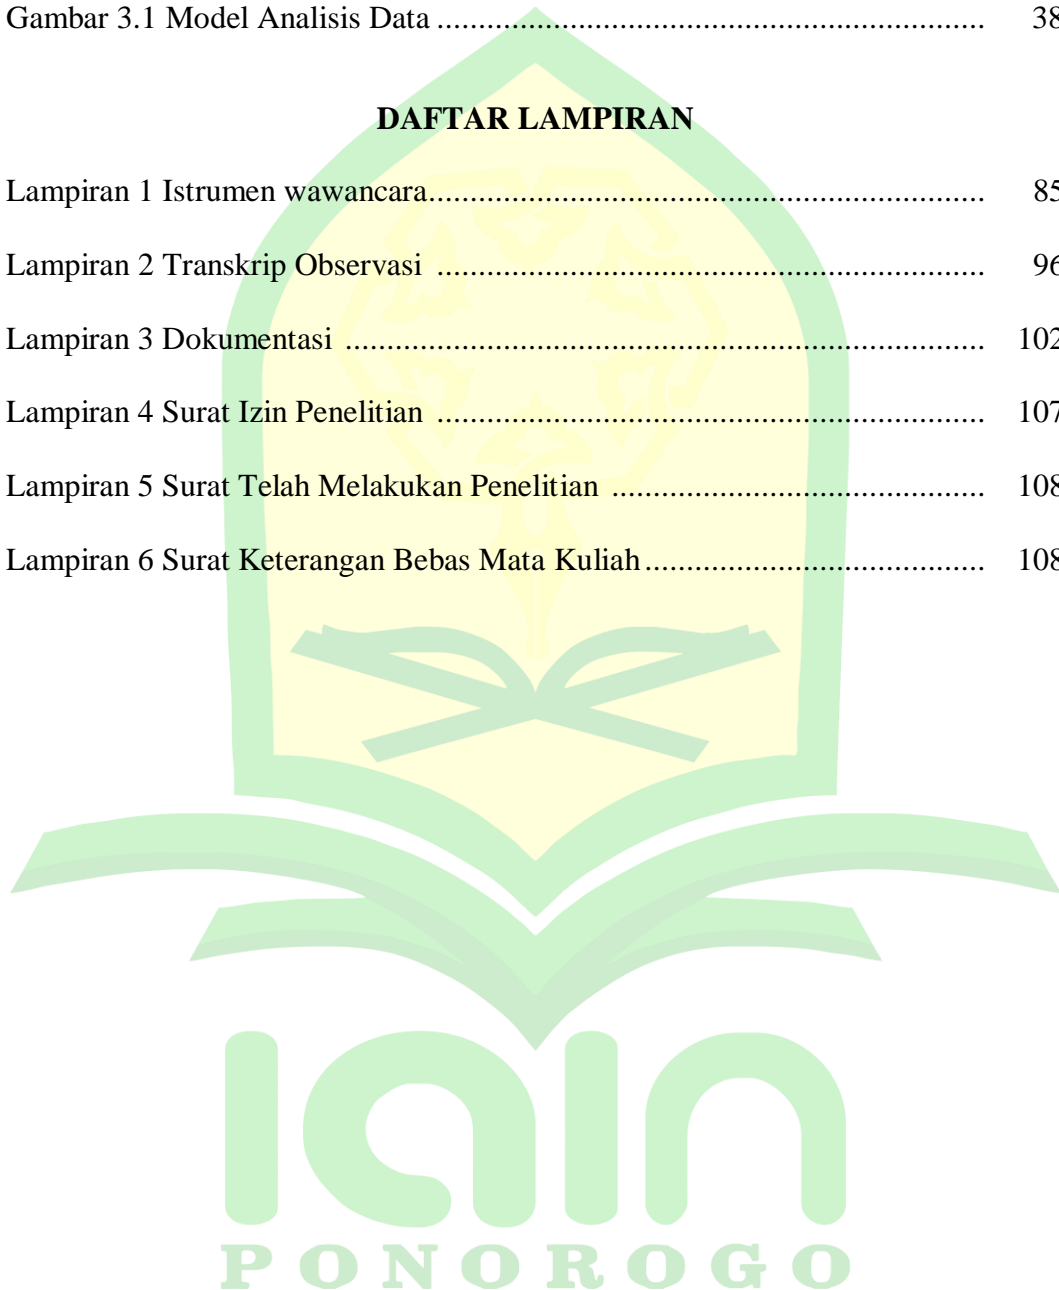 Gambar 3.1 Model Analisis Data .................................................................. 38
DAFTAR LAMPIRAN
Lampiran 1 Istrumen wawancara................................................................... 85
Lampiran 2 Transkrip Observasi .................................................................. 96
Lampiran 3 Dokumentasi ............................................................................. 102
Lampiran 4 Surat Izin Penelitian .................................................................. 107
Lampiran 5 Surat Telah Melakukan Penelitian ............................................. 108
Lampiran 6 Surat Keterangan Bebas Mata Kuliah ......................................... 108
iain
PONOROGO